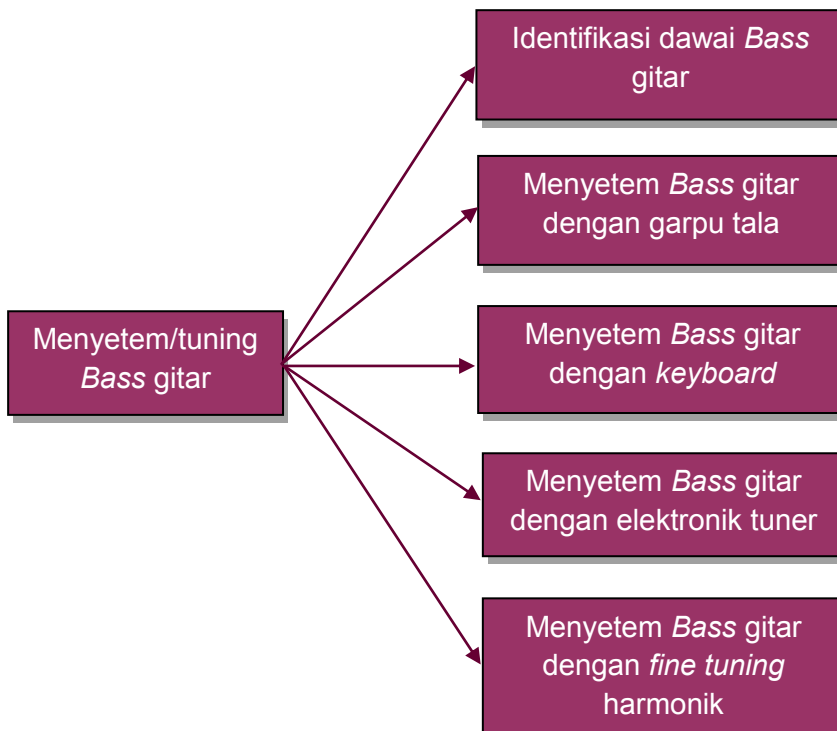 Identifikasi dawai Bass
gitar
Menyetem Bass gitar
dengan garpu tala
Menyetem/tuning
Bass gitar
Menyetem Bass gitar
dengan keyboard
Menyetem Bass gitar
dengan elektronik tuner
Menyetem Bass gitar
dengan fine tuning
harmonik